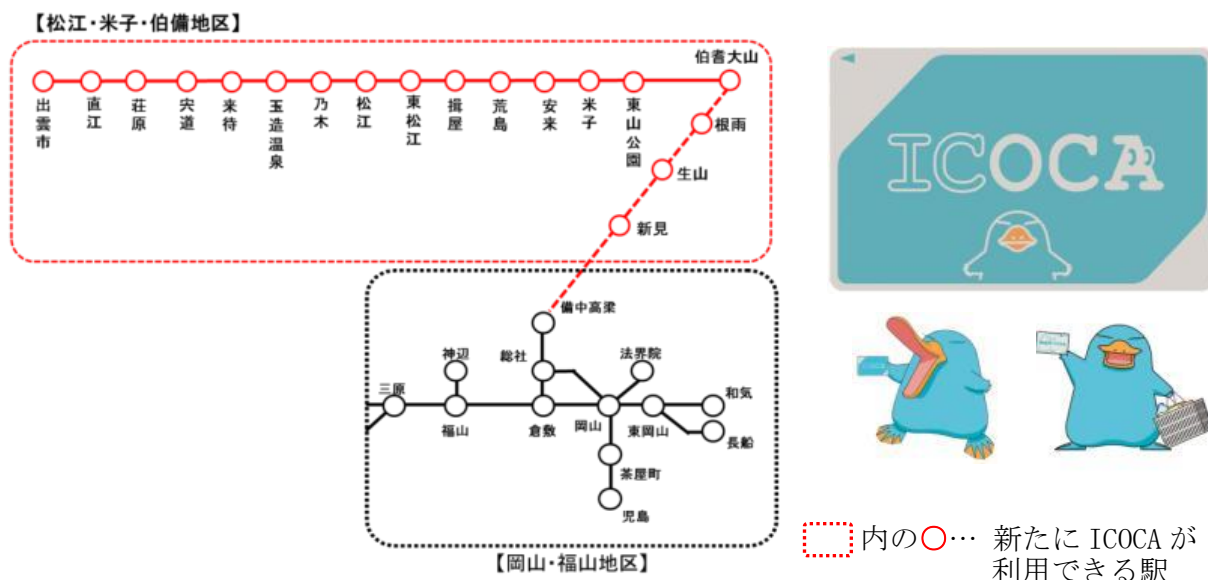 【松江・米子・伯備地区】
出雲市
直江
荘原
宍道
来待
玉造温泉
乃木
松江
東松江
揖屋
荒島
安来
米子
東山公園
伯耆大山
根雨
生山
新見
備中高梁
総社
神辺
法界院
三原
福山
倉敷
岡山
東岡山
和気
長船
茶屋町
児島
【岡山・福山地区】
ICOCA
内の○… 新たに ICOCA が
利用できる駅